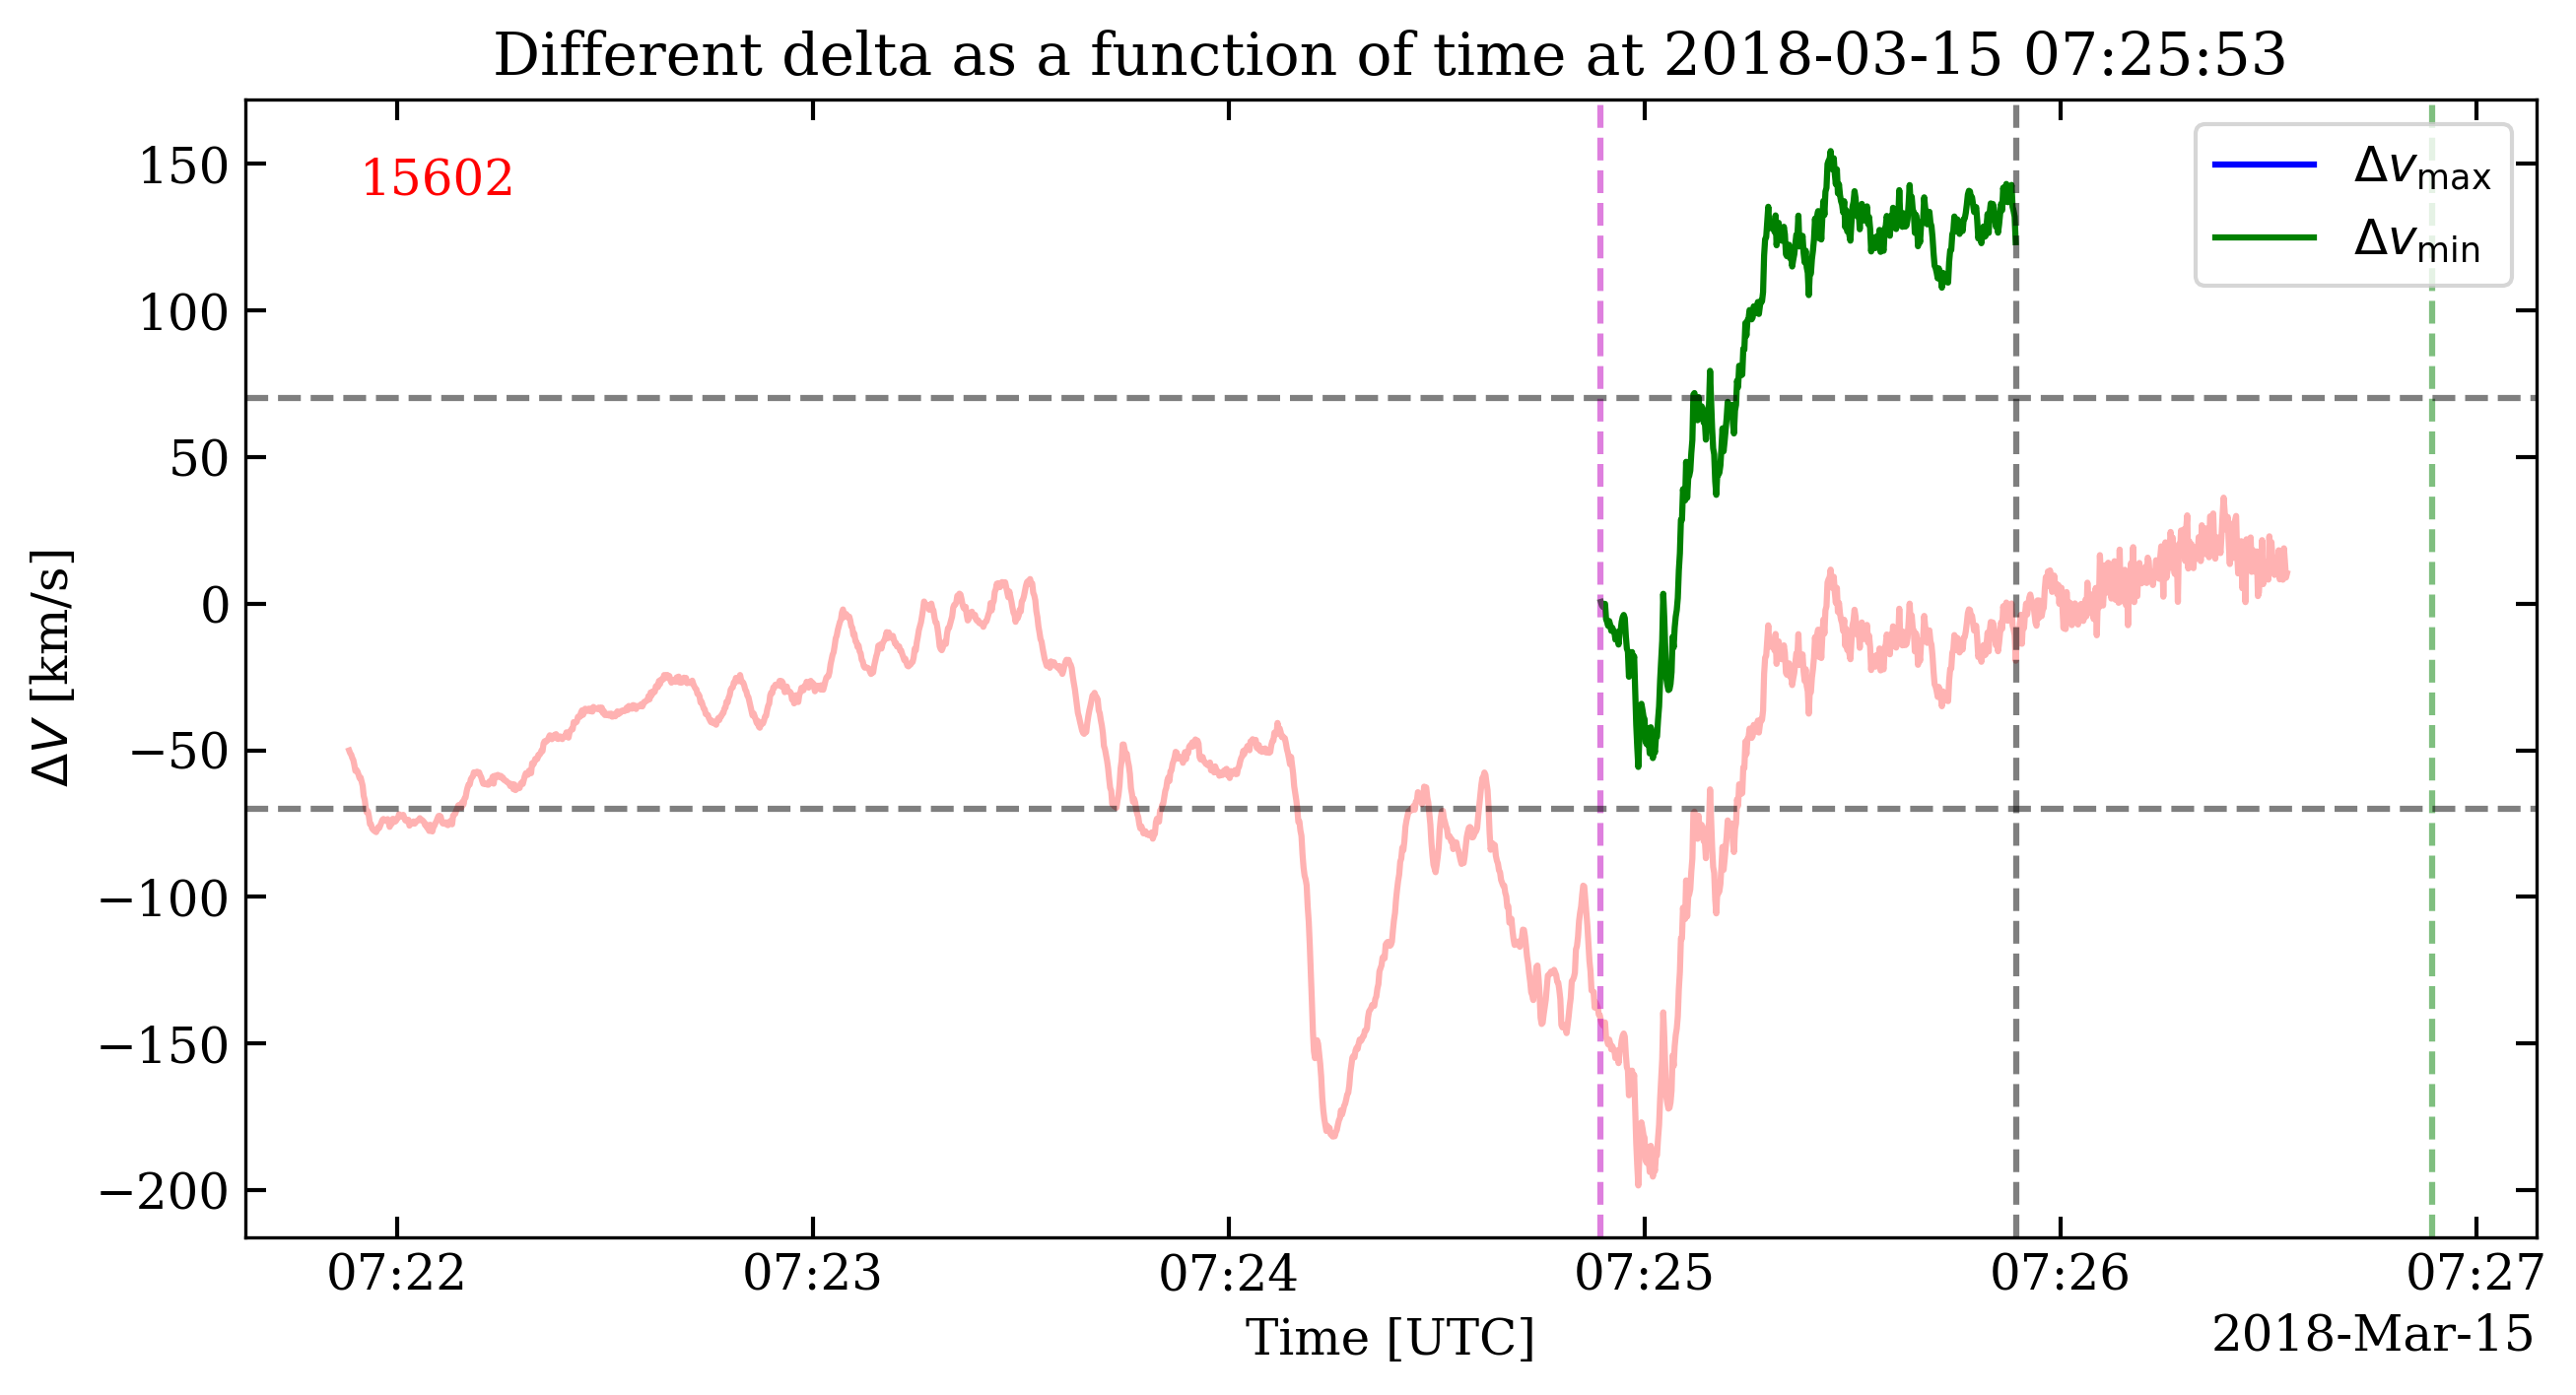 Different delta as a function of time at 2018-03-15 07:25:53
15602
Δv_max
Δv_min
150
100
50
0
−50
−100
−150
−200
ΔV [km/s]
07:22 07:23 07:24 07:25 07:26 07:27
Time [UTC]
2018-Mar-15